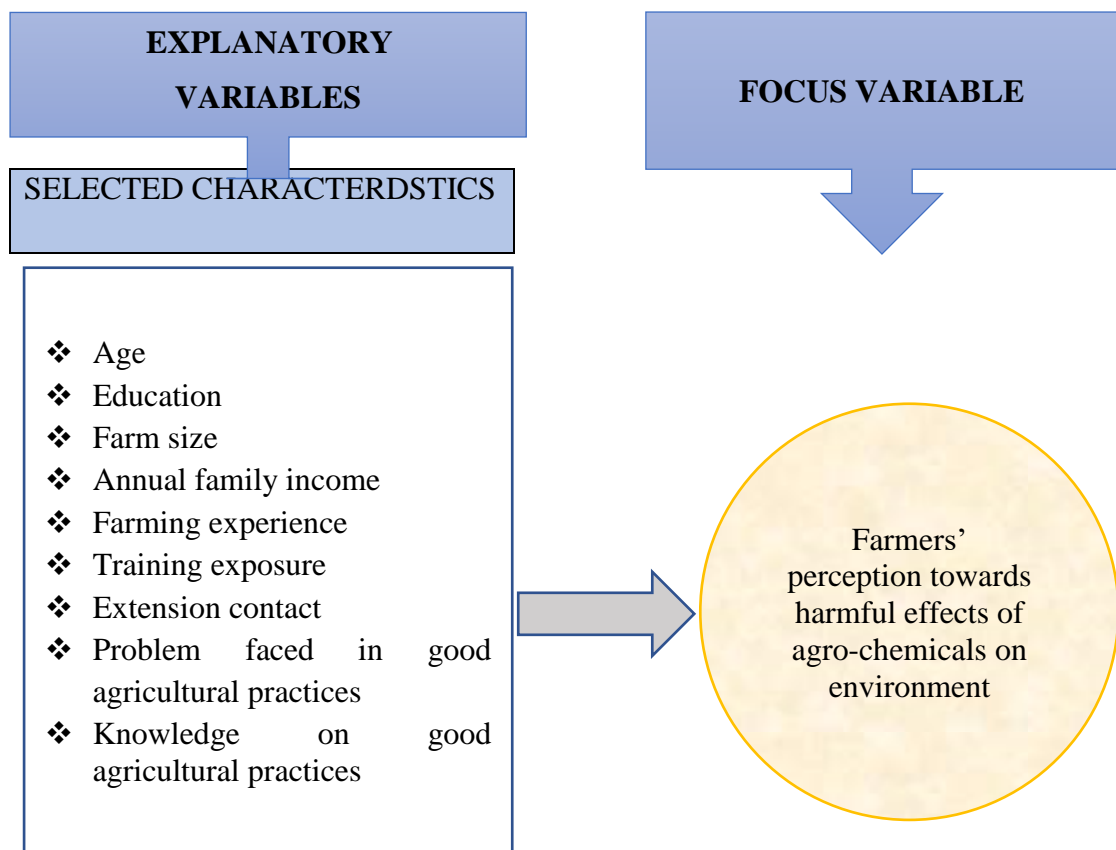 EXPLANATORY
VARIABLES
FOCUS VARIABLE
SELECTED CHARACTERDSTICS
❖ Age
❖ Education
❖ Farm size
❖ Annual family income
❖ Farming experience
❖ Training exposure
❖ Extension contact
❖ Problem faced in good
agricultural practices
❖ Knowledge on good
agricultural practices
Farmers’
perception towards
harmful effects of
agro-chemicals on
environment